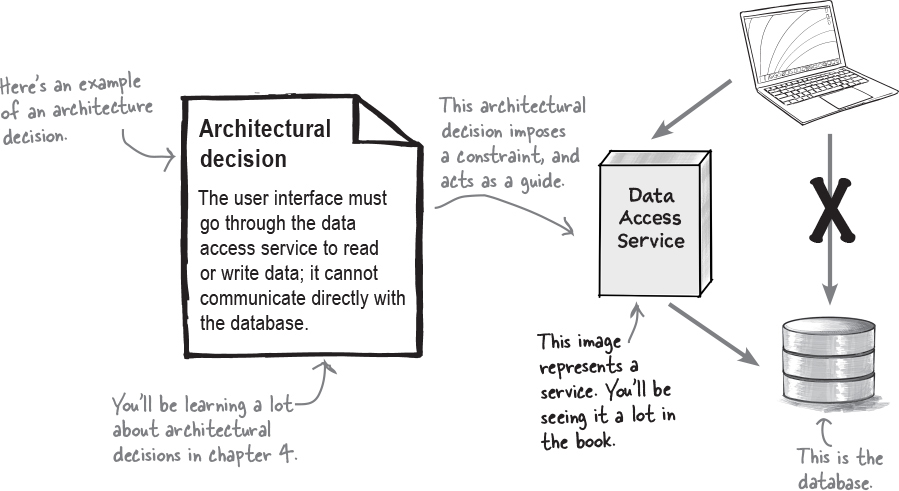 Here's an example
of an architecture
decision.
Architectural
decision
The user interface must
go through the data
access service to read
or write data; it cannot
communicate directly with
the database.
You'll be learning a lot
about architectural
decisions in chapter 4.
This architectural
decision imposes
a constraint, and
acts as a guide.
Data
Access
Service
X
This image
represents a
service. You'll be
seeing it a lot in
the book.
This is the
database.